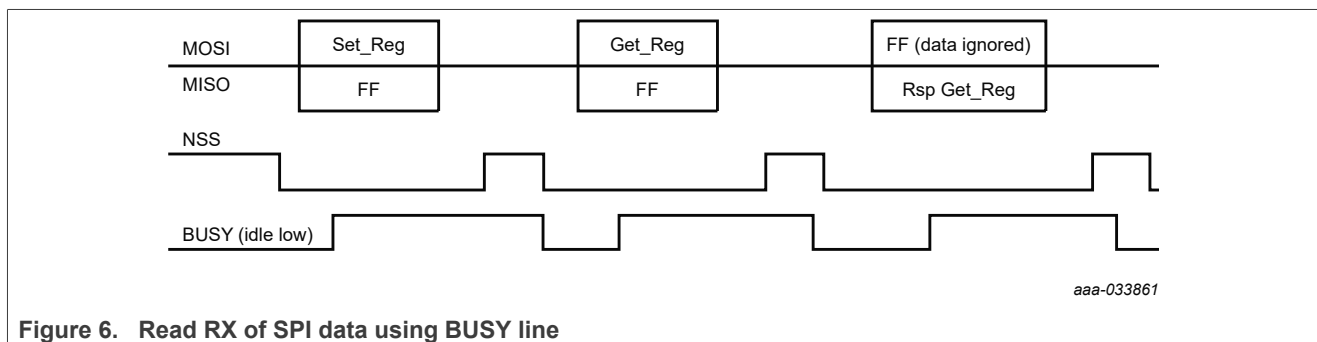 MOSI
Set_Reg
Get_Reg
FF (data ignored)
MISO
FF
FF
Rsp Get_Reg
NSS
BUSY (idle low)
aaa-033861
Figure 6. Read RX of SPI data using BUSY line